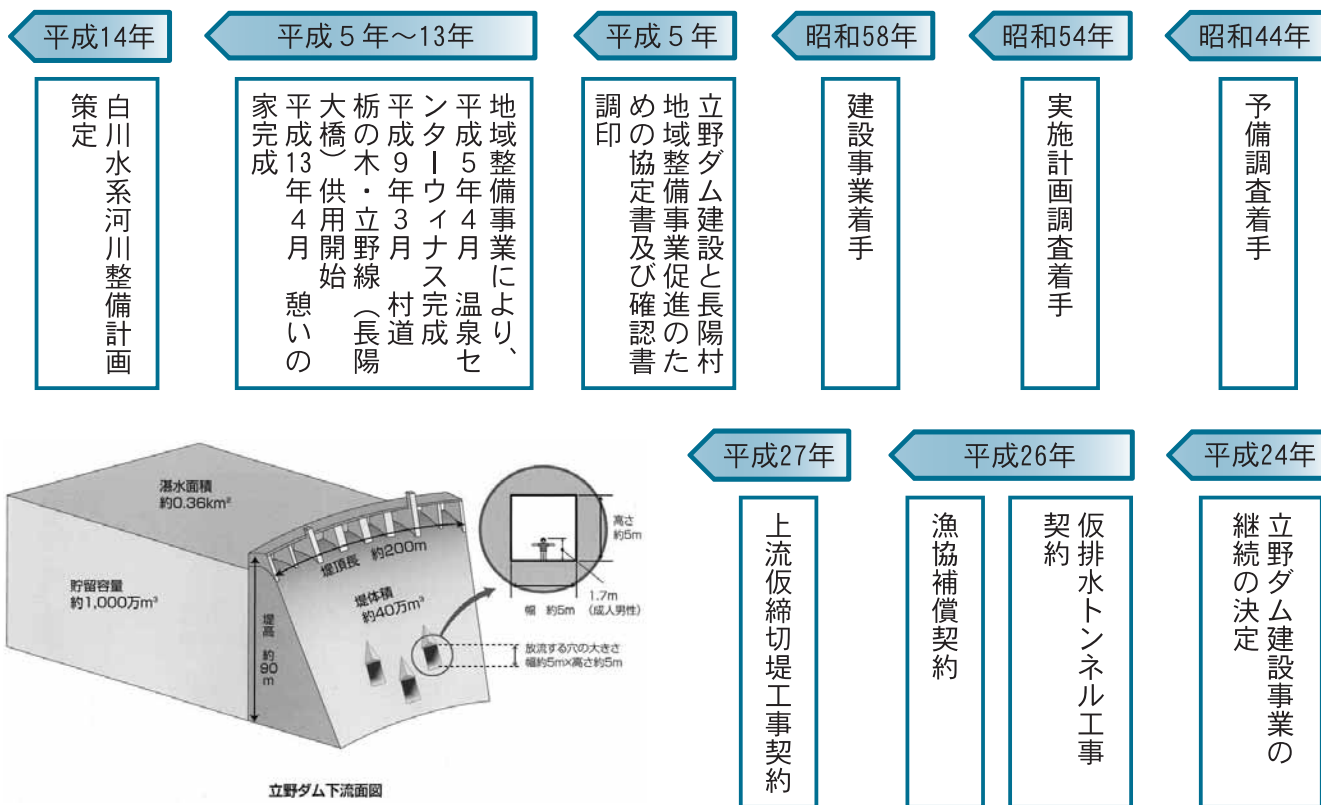 昭和44年
予備調査着手
昭和54年
実施計画調査着手
昭和58年
建設事業着手
平成５年
立野ダム建設と長陽村
地域整備事業促進のた
めの協定書及び確認書
調印
平成５年～13年
地域整備事業により、
平成５年４月　温泉セ
ンターウィナス完成
平成９年３月　村道
栃の木・立野線（長陽
大橋）供用開始
平成13年４月　憩いの
家完成
平成14年
白川水系河川整備計画
策定
平成24年
立野ダム建設事業の
継続の決定
平成26年
仮排水トンネル工事
契約
漁協補償契約
平成27年
上流仮締切堤工事契約
湛水面積
約0.36km²
貯留容量
約1,000万m³
堤頂長 約200m
堤体積
約40万m³
堤高 約90m
高さ
約5m
幅 約5m
1.7m
（成人男性）
放流する穴の大きさ
幅約5m×高さ約5m
立野ダム下流面図